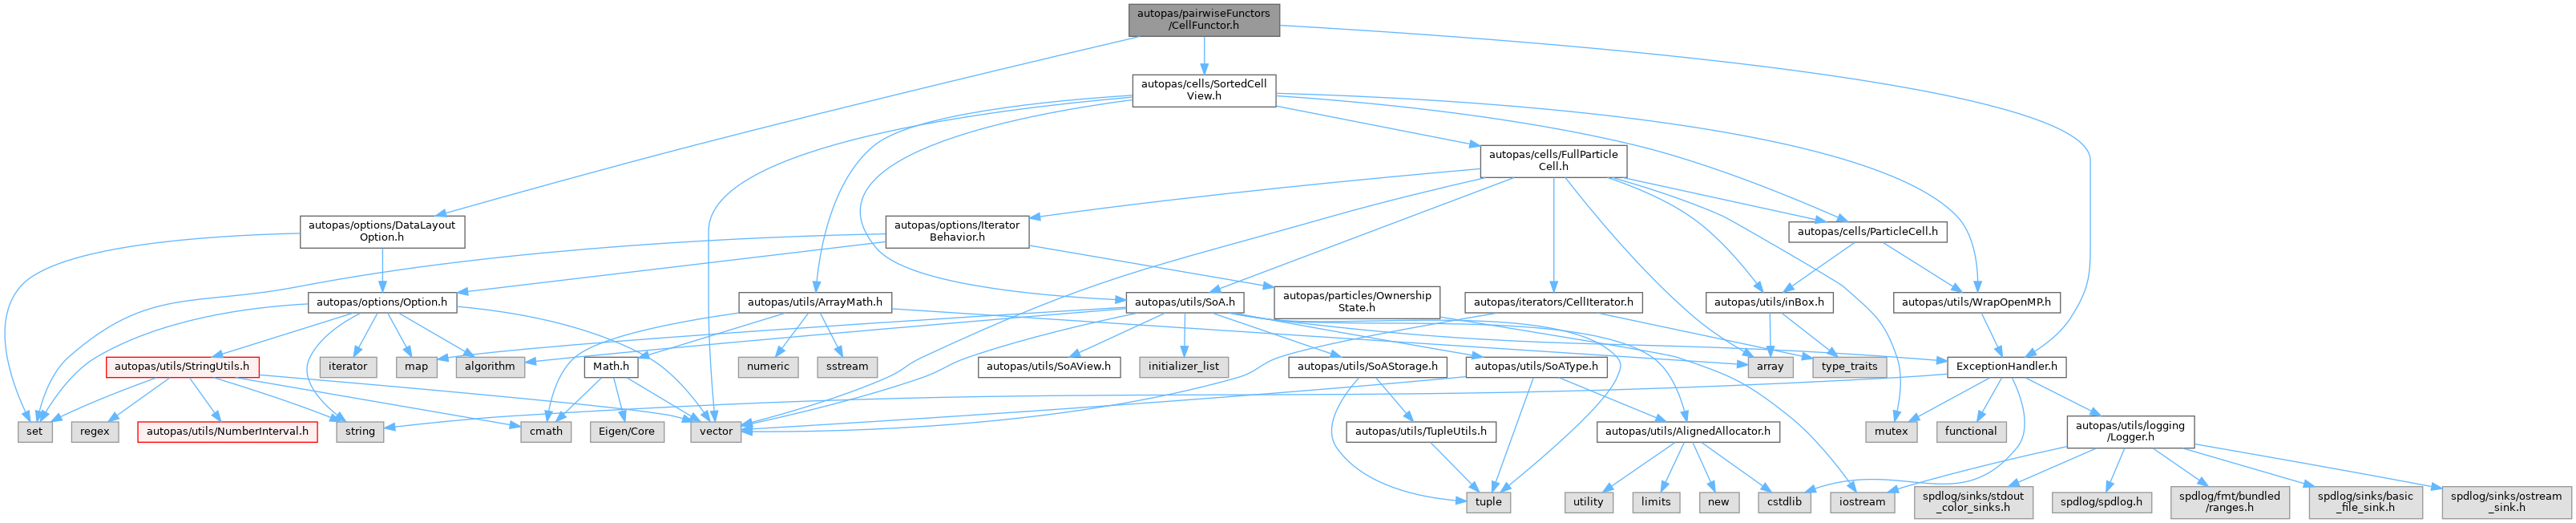 autopas/pairwiseFunctors
/CellFunctor.h
autopas/cells/SortedCell
View.h
autopas/cells/FullParticle
Cell.h
autopas/options/DataLayout
Option.h
autopas/options/Iterator
Behavior.h
autopas/cells/ParticleCell.h
autopas/options/Option.h
autopas/utils/ArrayMath.h
autopas/utils/SoA.h
autopas/particles/Ownership
State.h
autopas/iterators/CellIterator.h
autopas/utils/inBox.h
autopas/utils/WrapOpenMP.h
autopas/utils/StringUtils.h
iterator
map
algorithm
Math.h
numeric
sstream
autopas/utils/SoAView.h
initializer_list
autopas/utils/SoAStorage.h
autopas/utils/SoAType.h
array
type_traits
ExceptionHandler.h
set
regex
autopas/utils/NumberInterval.h
string
cmath
Eigen/Core
vector
autopas/utils/TupleUtils.h
autopas/utils/AlignedAllocator.h
mutex
functional
autopas/utils/logging
/Logger.h
tuple
utility
limits
new
cstdlib
iostream
spdlog/sinks/stdout
_color_sinks.h
spdlog/spdlog.h
spdlog/fmt/bundled
/ranges.h
spdlog/sinks/basic
_file_sink.h
spdlog/sinks/ostream
_sink.h